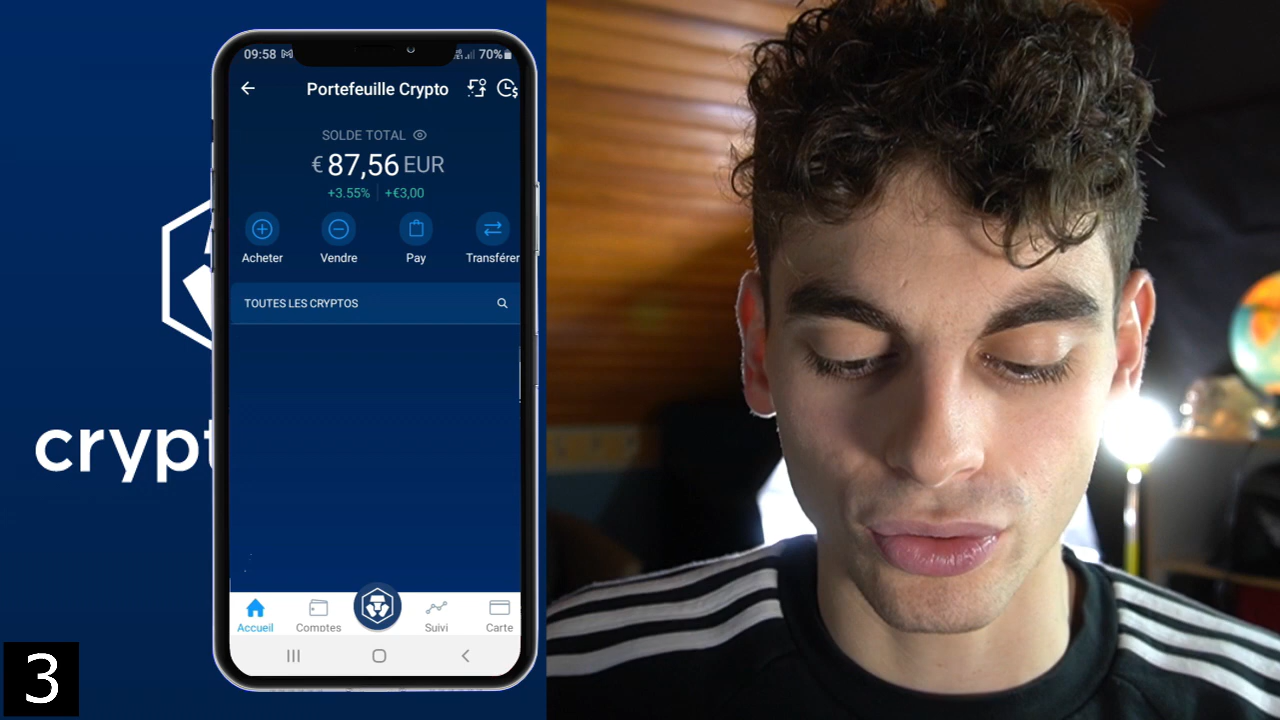 09:58
70%
Portefeuille Crypto
SOLDE TOTAL
€ 87,56 EUR
+3.55% +€3,00
Acheter Vendre Pay Transférer
TOUTES LES CRYPTOS
crypt
Accueil Comptes Suivi Carte
3